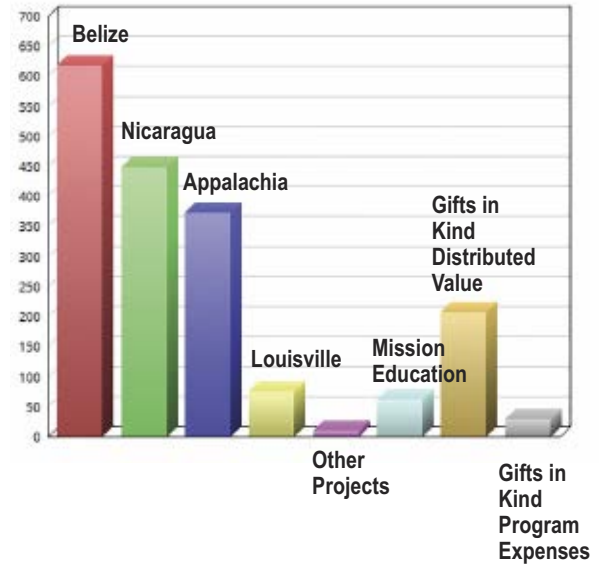 700
650
600
550
500
450
400
350
300
250
200
150
100
50
0
Belize
Nicaragua
Appalachia
Louisville
Other
Projects
Mission
Education
Gifts in
Kind
Distributed
Value
Gifts in
Kind
Program
Expenses